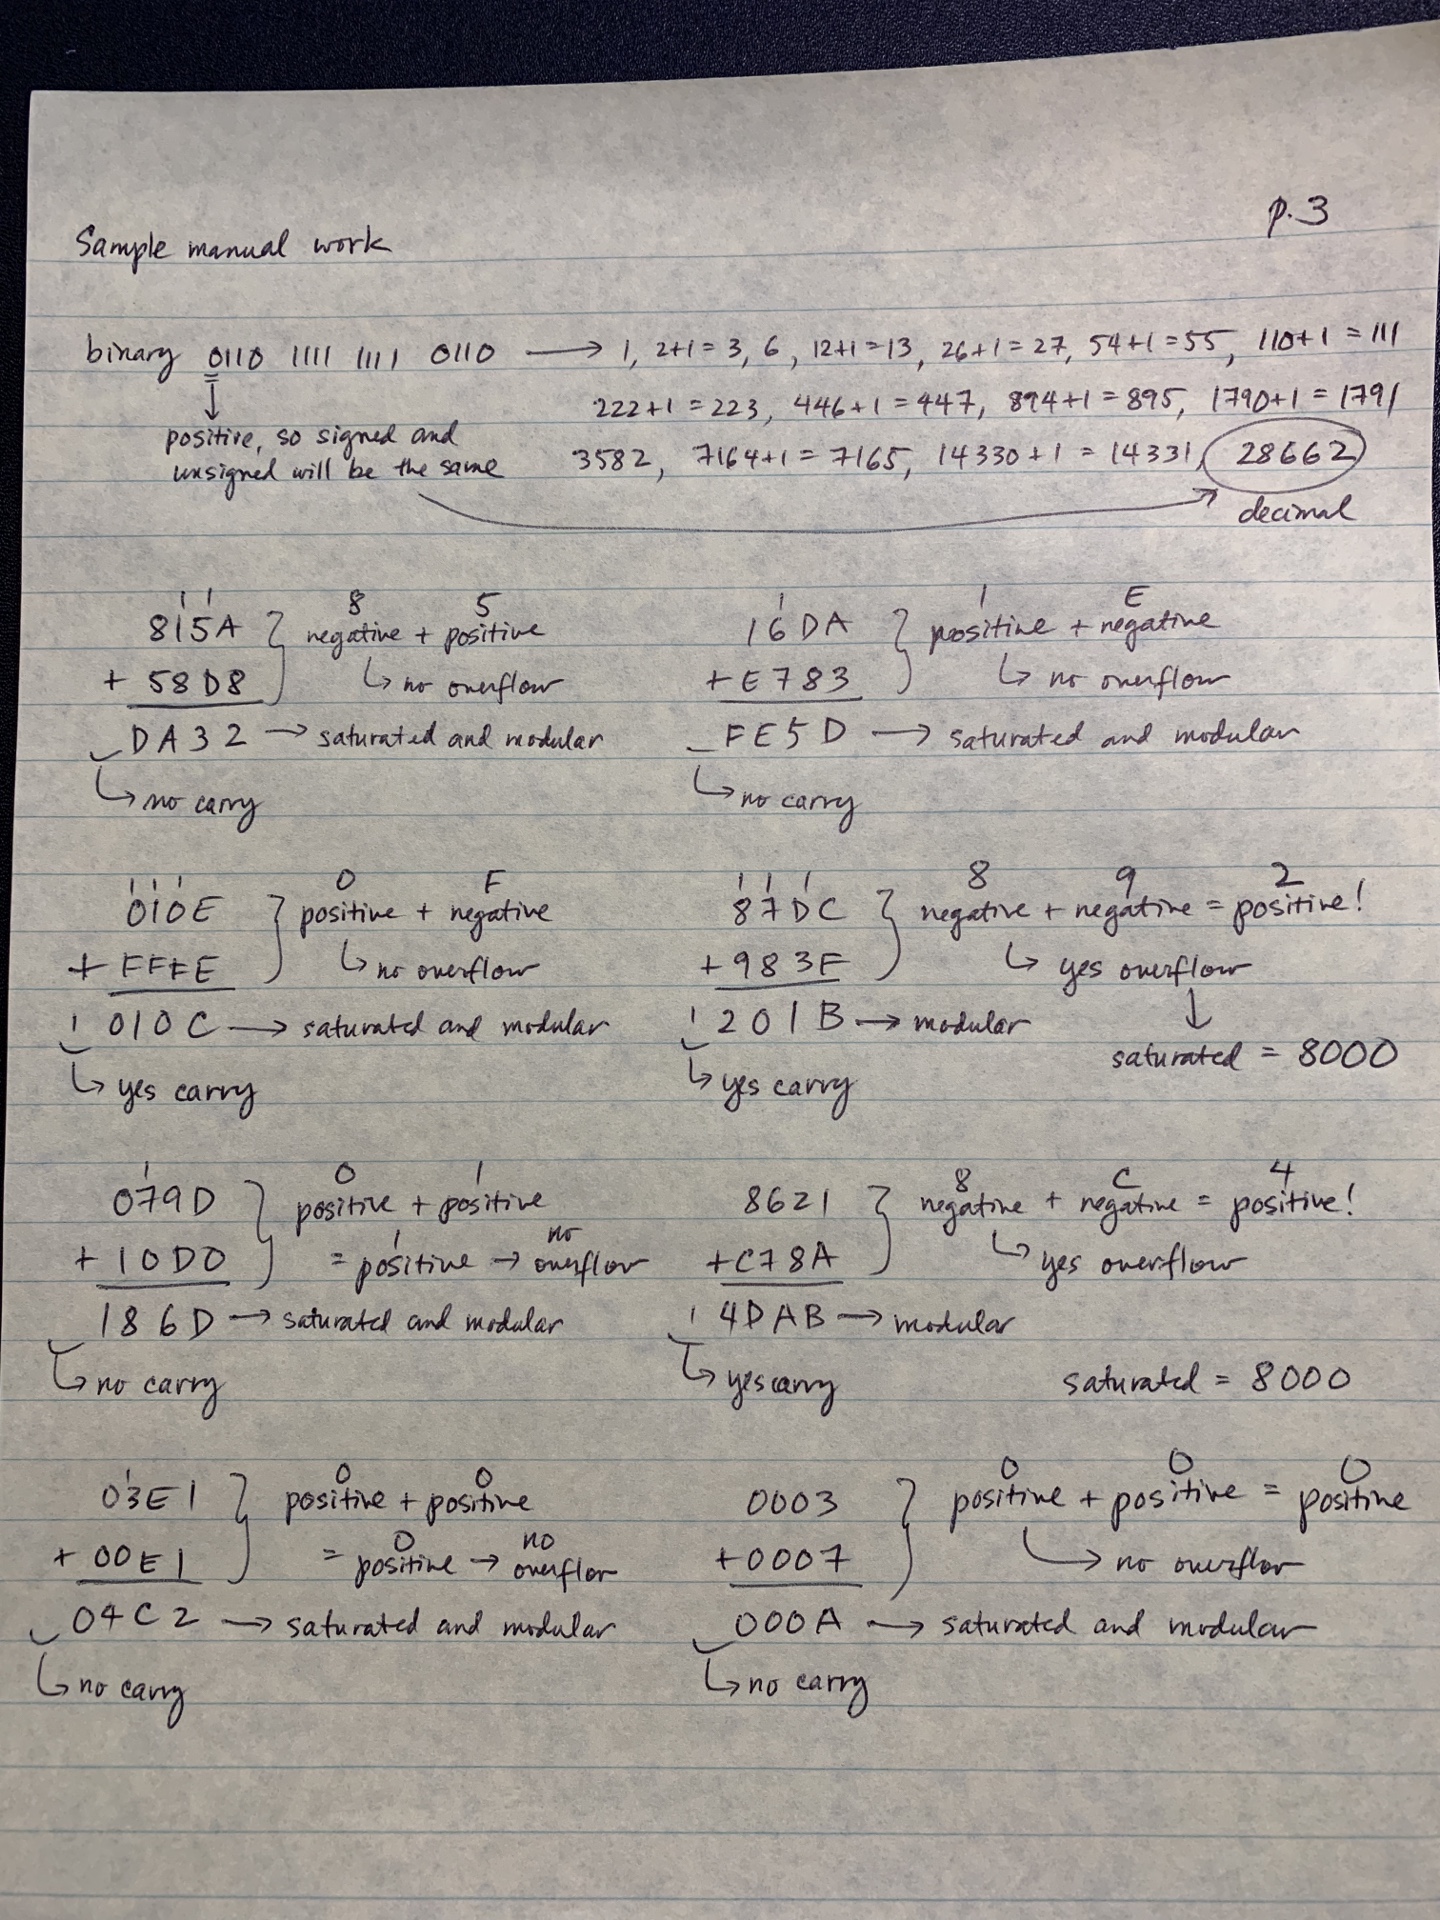 p.3
Sample manual work
binary 0110 1111 1111 0110 → 1, 2+1=3, 6, 12+1=13, 26+1=27, 54+1=55, 110+1=111
222+1=223, 446+1=447, 894+1=895, 1790+1=1791
positive, so signed and
unsigned will be the same
3582, 7164+1=7165, 14330+1=14331, 28662
decimal
1 1
815A
+ 58D8
DA32 → saturated and modular
no carry
8 5
negative + positive
no overflow
1
16DA
+E783
FE5D → saturated and modular
no carry
1 E
positive + negative
no overflow
1 1 1
010E
+ FFFE
1 010C → saturated and modular
yes carry
0 F
positive + negative
no overflow
1 1 1
87DC
+983F
1 201B → modular
yes carry
8 9 2
negative + negative = positive!
yes overflow
saturated = 8000
1
079D
+ 10D0
186D → saturated and modular
no carry
0 1
positive + positive
1 no
= positive → overflow
8621
+C78A
1 4DAB → modular
yes carry
8 C 4
negative + negative = positive!
yes overflow
saturated = 8000
1
03E1
+ 00E1
04C2 → saturated and modular
no carry
0 0
positive + positive
0 no
= positive → overflow
0003
+0007
000A → saturated and modular
no carry
0 0 0
positive + positive = positive
no overflow